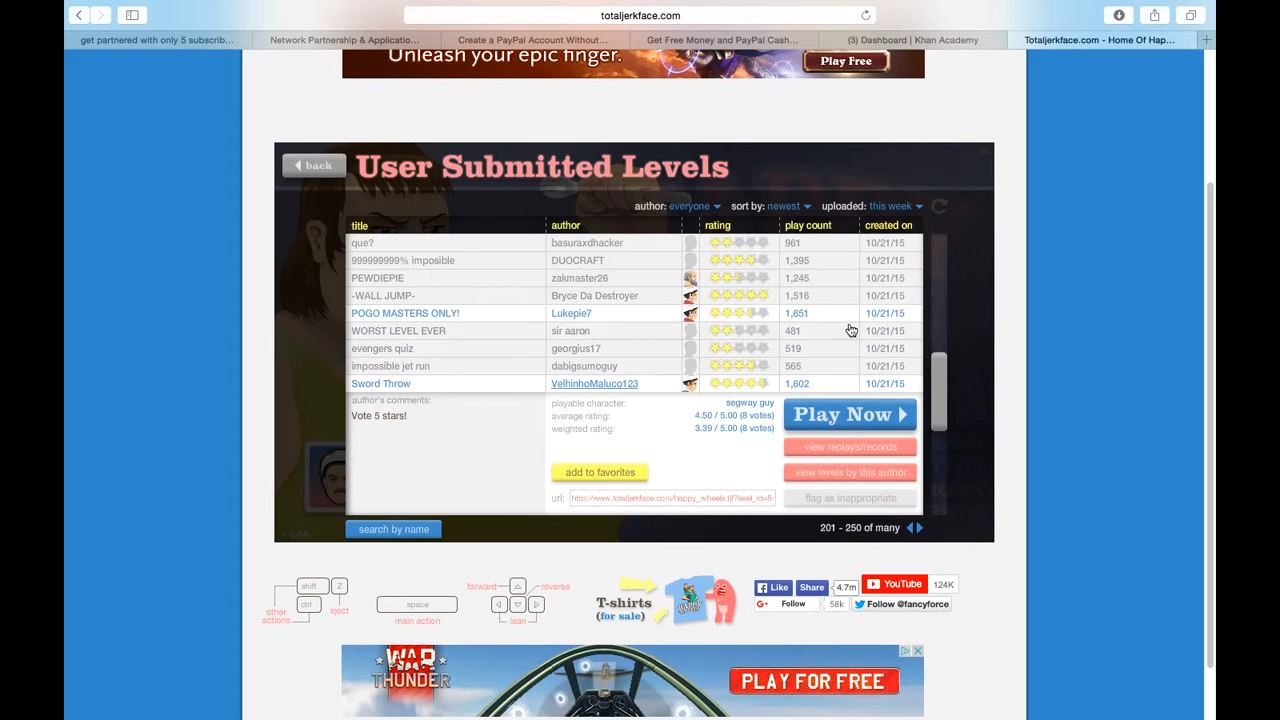 totaljerkface.com
get partnered with only 5 subscrib...
Network Partnership & Applicatio...
Create a PayPal Account Without...
Get Free Money and PayPal Cash...
(3) Dashboard | Khan Academy
Totaljerkface.com - Home Of Hap...
Unleash your epic finger.
Play Free
back
User Submitted Levels
author: everyone sort by: newest uploaded: this week
title author rating play count created on
que? basuraxdhacker 961 10/21/15
999999999% imposible DUOCRAFT 1,395 10/21/15
PEWDIEPIE zakmaster26 1,245 10/21/15
-WALL JUMP- Bryce Da Destroyer 1,516 10/21/15
POGO MASTERS ONLY! Lukepie7 1,651 10/21/15
WORST LEVEL EVER sir aaron 481 10/21/15
evengers quiz georgius17 519 10/21/15
impossible jet run dabigsumoguy 565 10/21/15
Sword Throw VelhinhoMaluco123 1,602 10/21/15
author's comments:
Vote 5 stars!
playable character: segway guy
average rating: 4.50 / 5.00 (8 votes)
weighted rating: 3.39 / 5.00 (8 votes)
add to favorites
url: http://www.totaljerkface.com/happy_wheels.tjf?level_id=8
Play Now
view replays/records
view levels by this author
flag as inappropriate
search by name
201 - 250 of many
shift Z
ctrl
eject
other
actions
space
main action
forward
reverse
lean
T-shirts
(for sale)
Like Share 4.7m
YouTube 124K
Follow 58k
Follow @fancyforce
WAR
THUNDER
PLAY FOR FREE